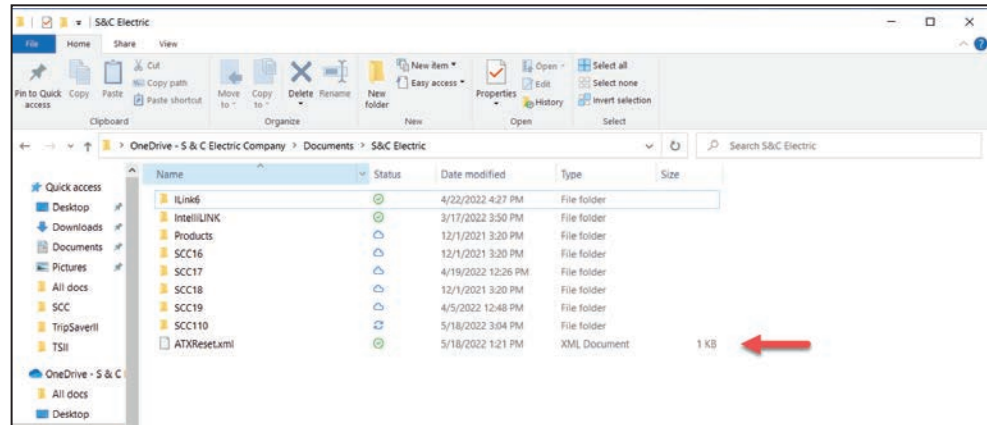 S&C Electric
File Home Share View
Pin to Quick access
Copy
Paste
Cut
Copy path
Paste shortcut
Move to
Copy to
Delete
Rename
New folder
New item
Easy access
Properties
Open
Edit
History
Select all
Select none
Invert selection
Clipboard Organize New Open Select
OneDrive - S & C Electric Company > Documents > S&C Electric
Search S&C Electric
Name Status Date modified Type Size
Quick access
Desktop
Downloads
Documents
Pictures
All docs
SCC
TripSaverII
TSII
OneDrive - S & C
All docs
Desktop
ILink6 4/22/2022 4:27 PM File folder
IntelliLINK 3/17/2022 3:50 PM File folder
Products 12/1/2021 3:20 PM File folder
SCC16 12/1/2021 3:20 PM File folder
SCC17 4/19/2022 12:26 PM File folder
SCC18 12/1/2021 3:20 PM File folder
SCC19 4/5/2022 12:48 PM File folder
SCC110 5/18/2022 3:04 PM File folder
ATXReset.xml 5/18/2022 1:21 PM XML Document 1 KB